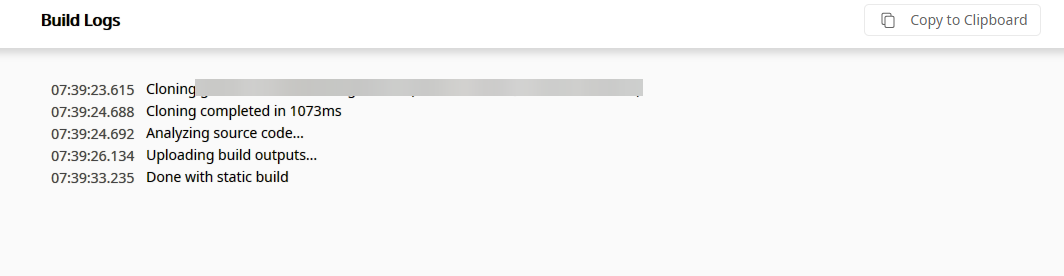 Build Logs
Copy to Clipboard
07:39:23.615 Cloning
07:39:24.688 Cloning completed in 1073ms
07:39:24.692 Analyzing source code...
07:39:26.134 Uploading build outputs...
07:39:33.235 Done with static build